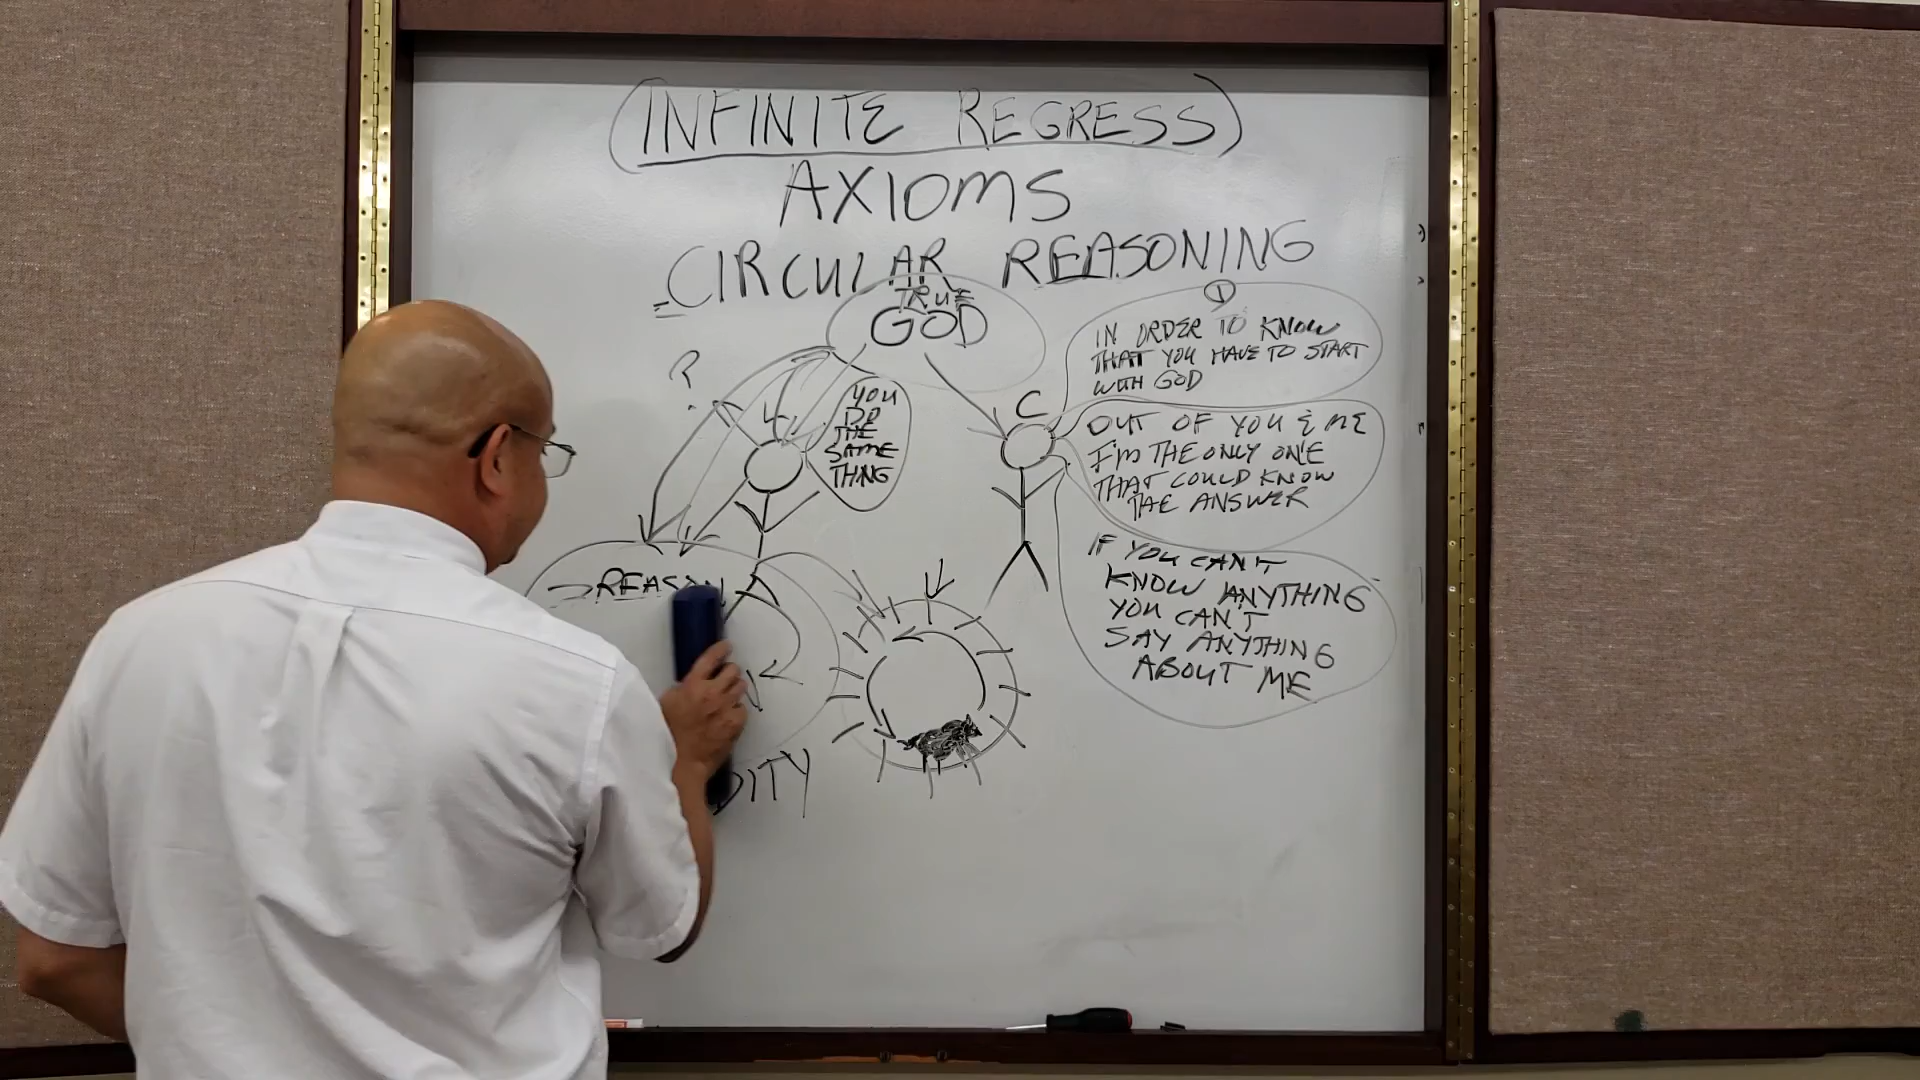 INFINITE REGRESS
AXIOMS
CIRCULAR REASONING
TRUE
GOD
?
YOU
DO
THE
SAME
THING
C
1
IN ORDER TO KNOW
THAT YOU HAVE TO START
WITH GOD
OUT OF YOU & ME
I'M THE ONLY ONE
THAT COULD KNOW
THE ANSWER
IF YOU CAN'T
KNOW ANYTHING
YOU CAN'T
SAY ANYTHING
ABOUT ME
REASON
DITY